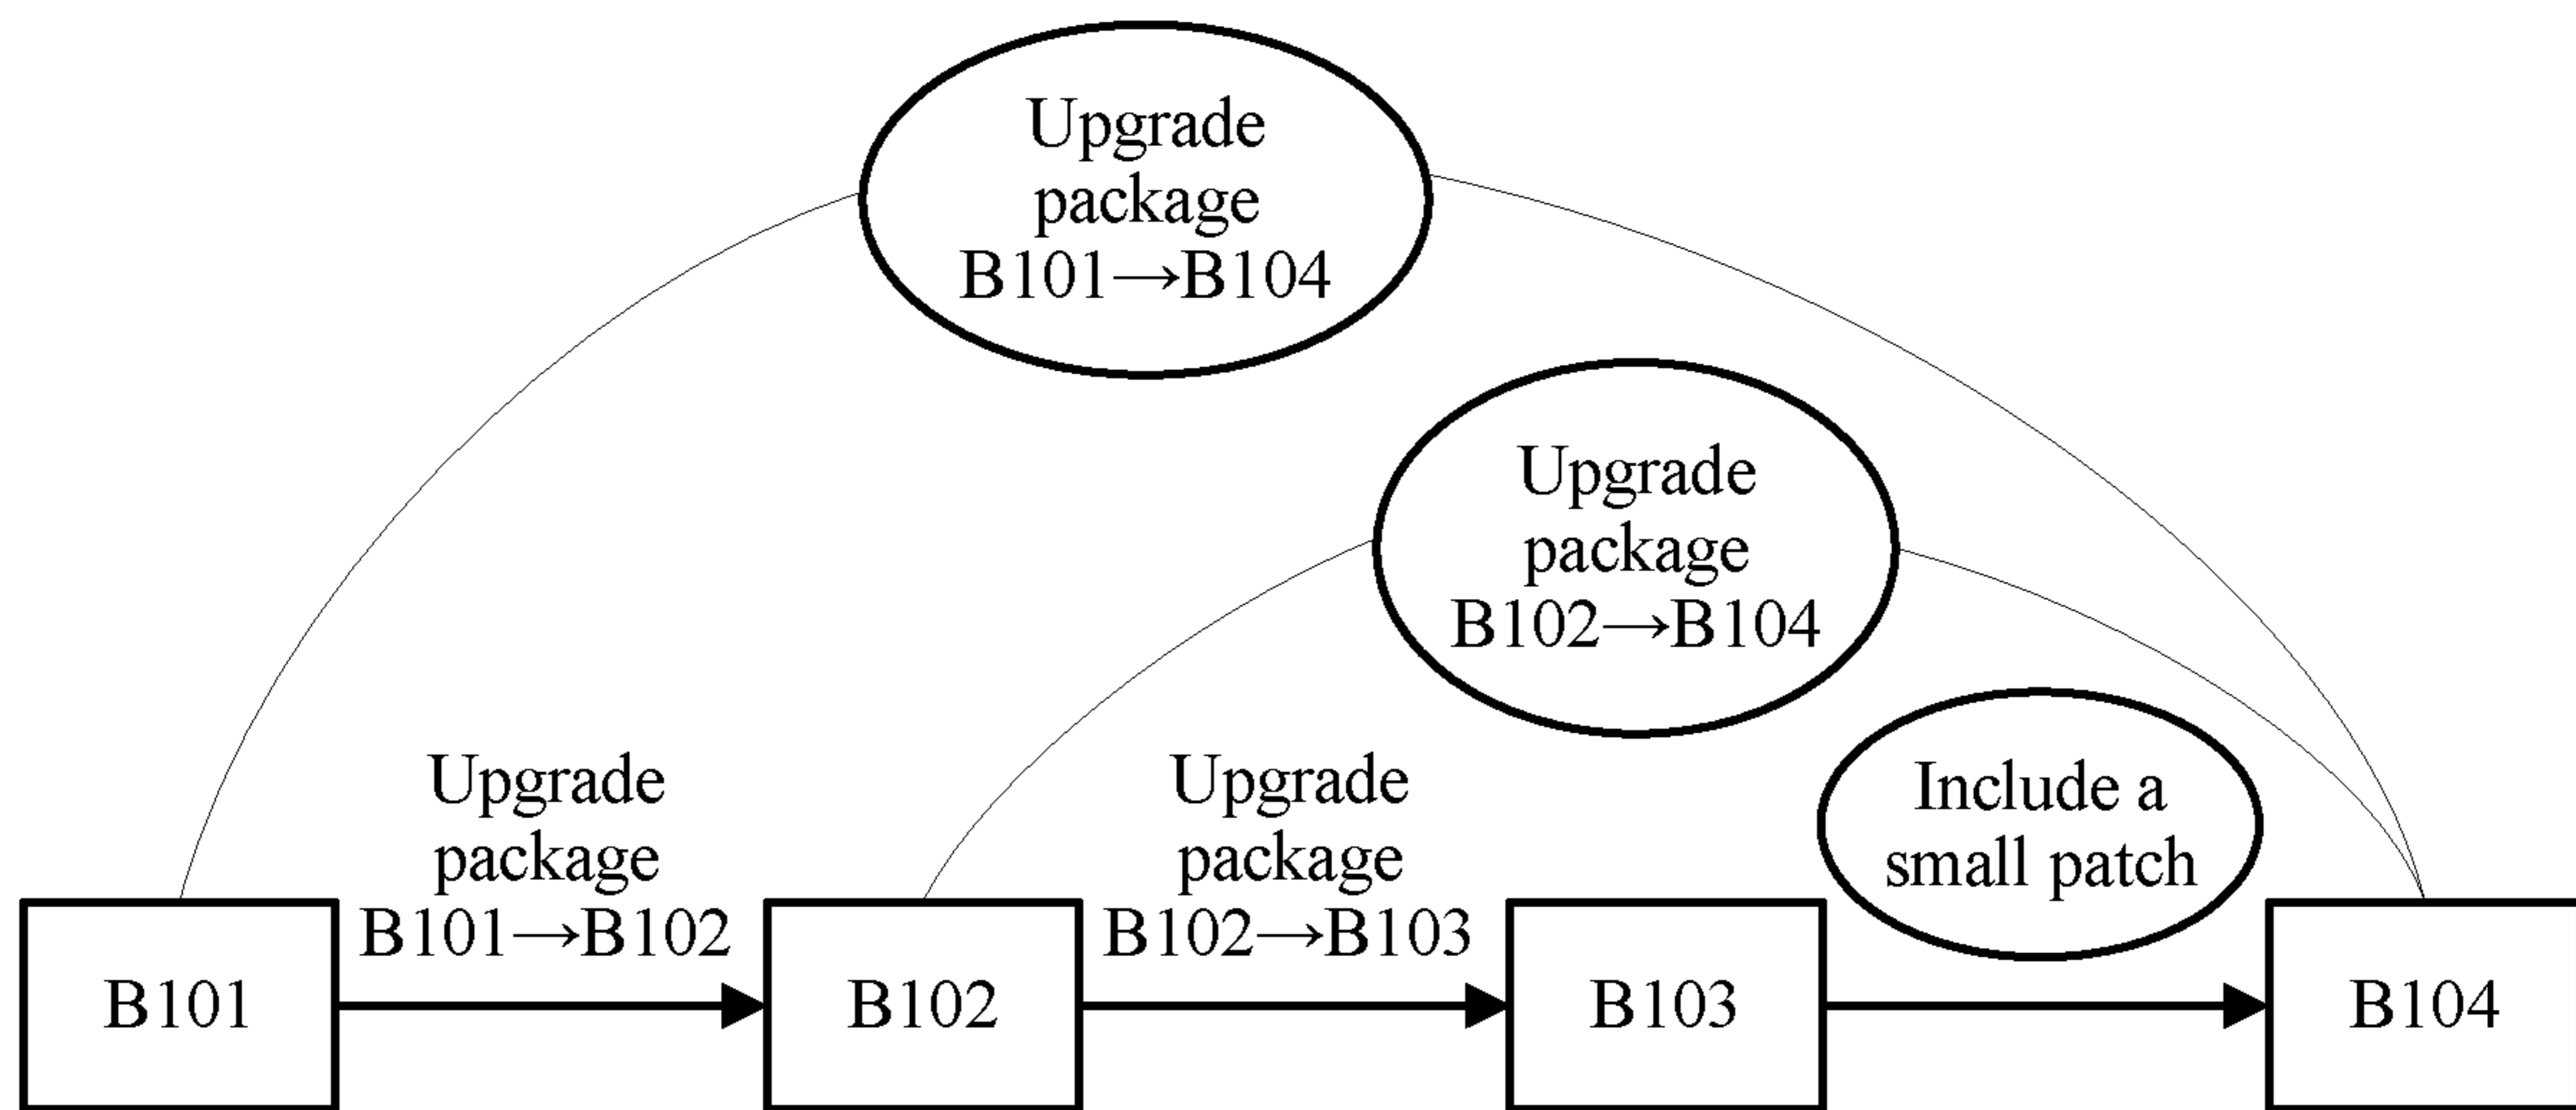 Upgrade
package
B101→B104
Upgrade
package
B102→B104
Upgrade
package
B101→B102
Upgrade
package
B102→B103
Include a
small patch
B101
B102
B103
B104